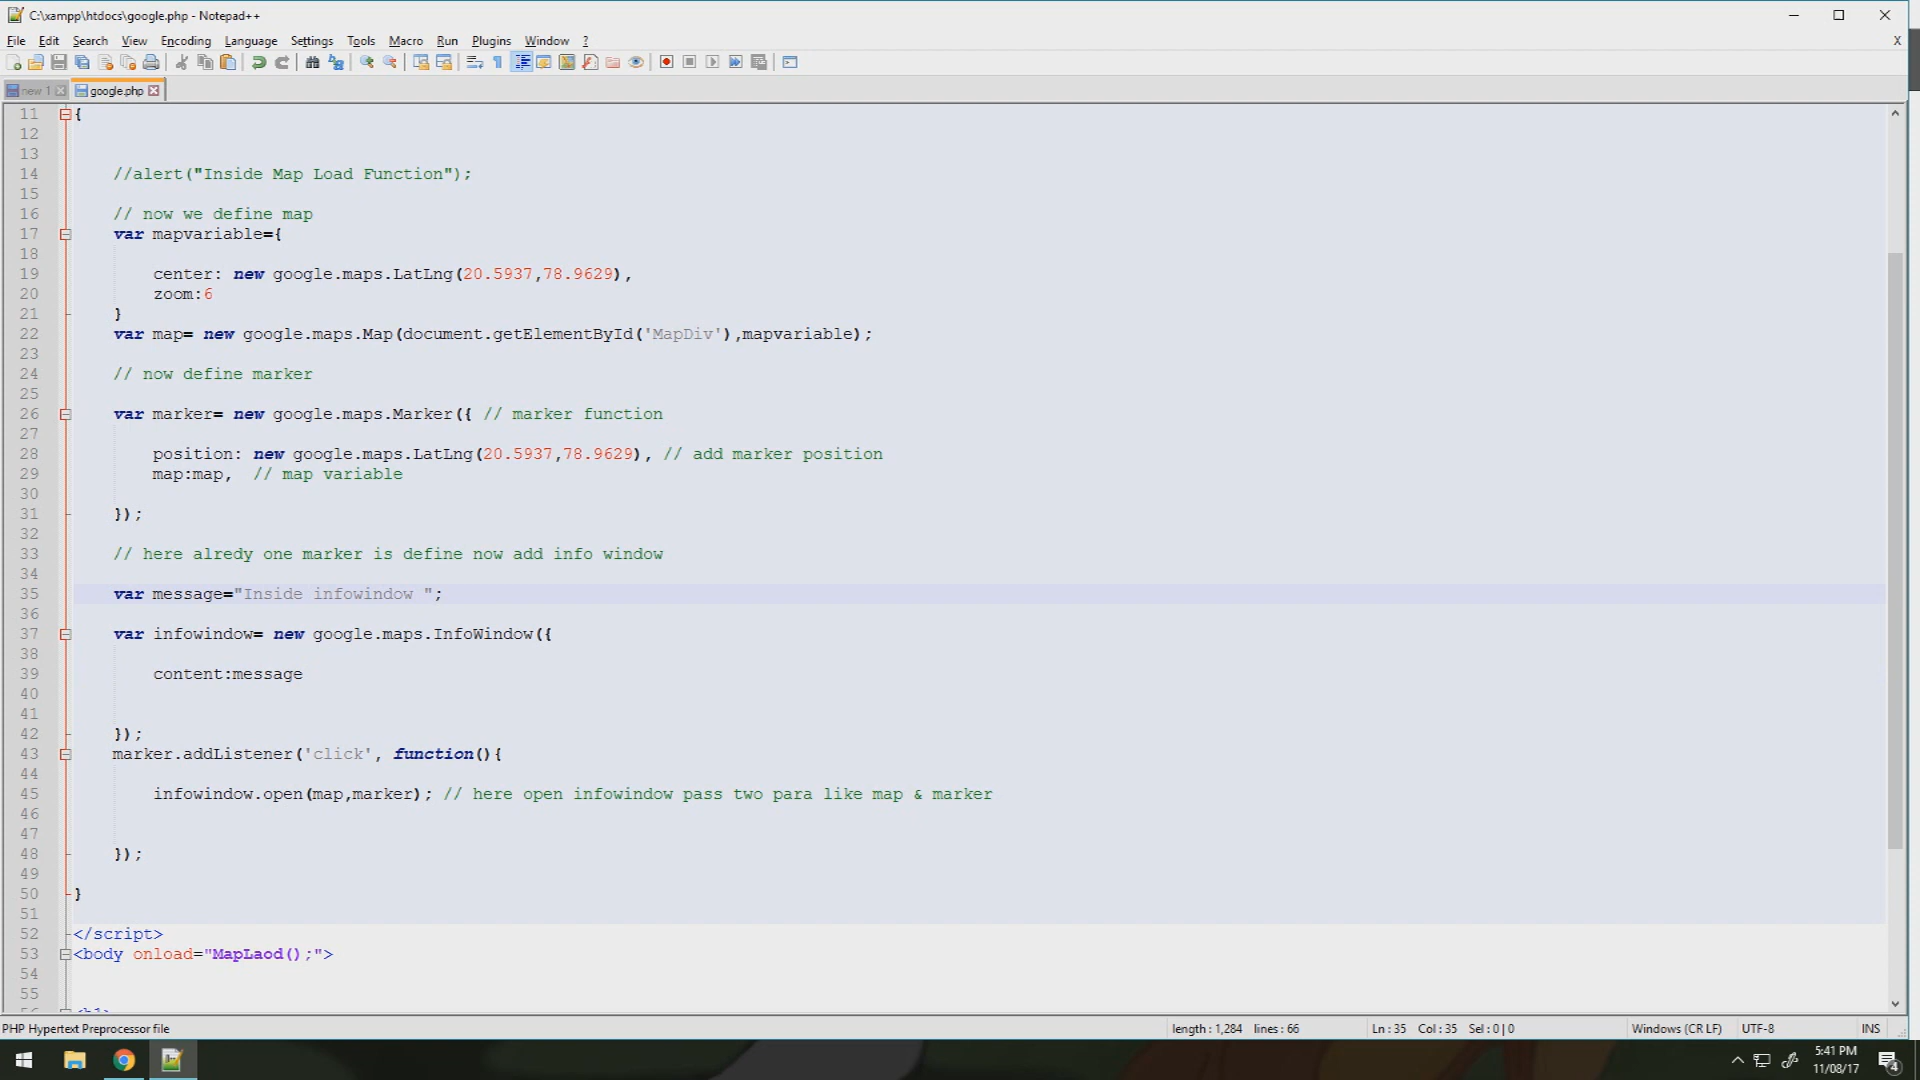 C:\xampp\htdocs\google.php - Notepad++
File Edit Search View Encoding Language Settings Tools Macro Run Plugins Window ? X
new 1 google.php
11 {
12
13
14 //alert("Inside Map Load Function");
15
16 // now we define map
17 var mapvariable={
18
19 center: new google.maps.LatLng(20.5937,78.9629),
20 zoom:6
21 }
22 var map= new google.maps.Map(document.getElementById('MapDiv'),mapvariable);
23
24 // now define marker
25
26 var marker= new google.maps.Marker({ // marker function
27
28 position: new google.maps.LatLng(20.5937,78.9629), // add marker position
29 map:map, // map variable
30
31 });
32
33 // here alredy one marker is define now add info window
34
35 var message="Inside infowindow ";
36
37 var infowindow= new google.maps.InfoWindow({
38
39 content:message
40
41
42 });
43 marker.addListener('click', function(){
44
45 infowindow.open(map,marker); // here open infowindow pass two para like map & marker
46
47
48 });
49
50 }
51
52 </script>
53 <body onload="MapLaod();">
54
55
PHP Hypertext Preprocessor file length : 1,284 lines : 66 Ln : 35 Col : 35 Sel : 0 | 0 Windows (CR LF) UTF-8 INS
5:41 PM
11/08/17
4